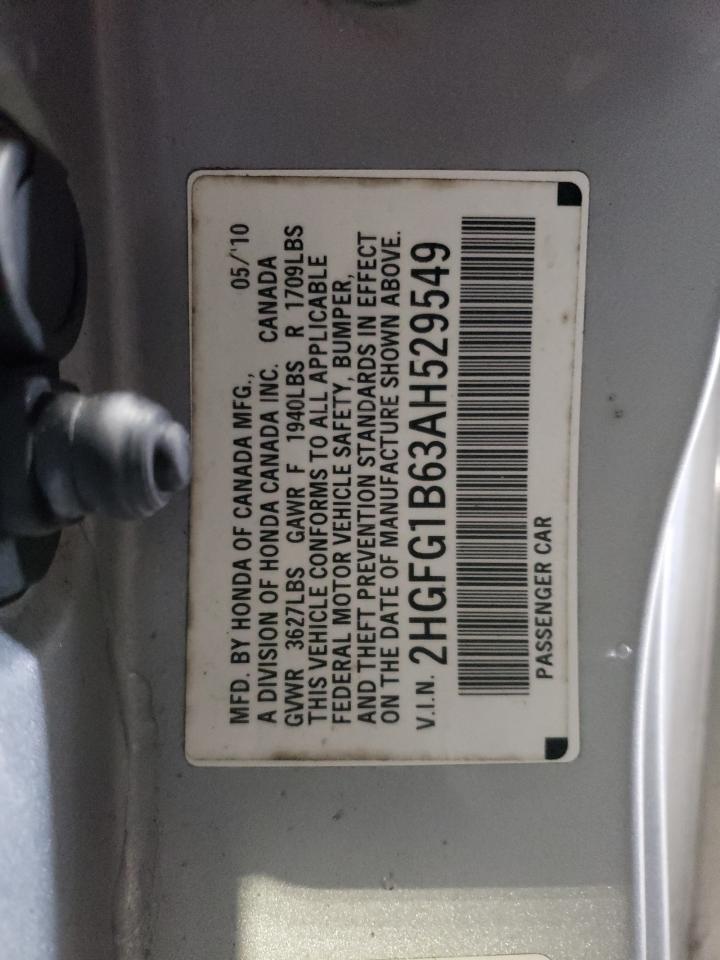 MFD. BY HONDA OF CANADA MFG., 05/'10
A DIVISION OF HONDA CANADA INC. CANADA
GVWR 3627LBS GAWR F 1940LBS R 1709LBS
THIS VEHICLE CONFORMS TO ALL APPLICABLE
FEDERAL MOTOR VEHICLE SAFETY, BUMPER,
AND THEFT PREVENTION STANDARDS IN EFFECT
ON THE DATE OF MANUFACTURE SHOWN ABOVE.
V.I.N. 2HGFG1B63AH529549
PASSENGER CAR